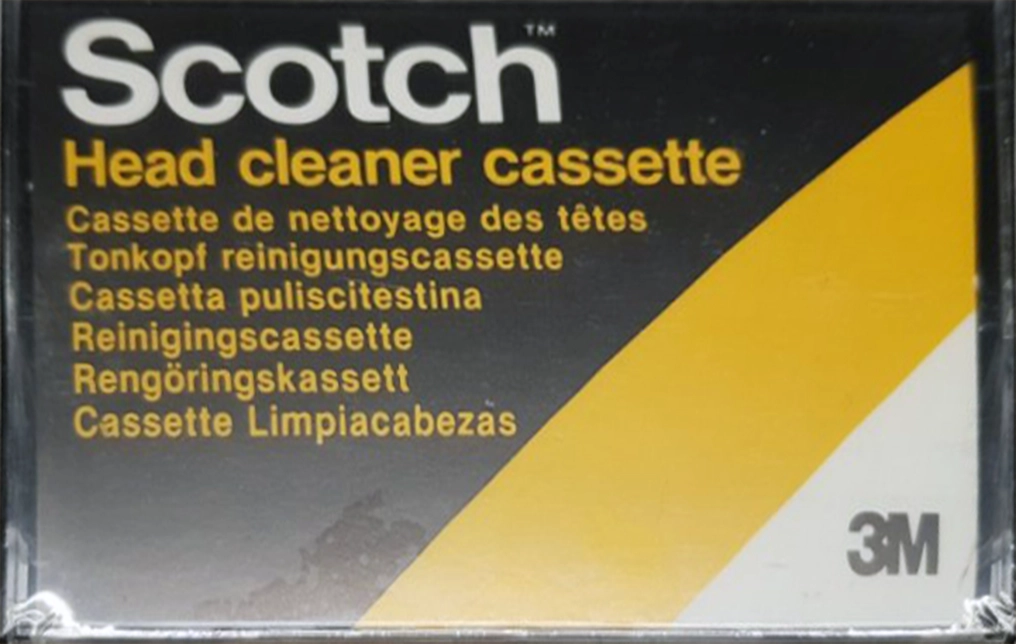 Scotch™
Head cleaner cassette
Cassette de nettoyage des têtes
Tonkopf reinigungscassette
Cassetta puliscitestina
Reinigingscassette
Rengöringskassett
Cassette Limpiacabezas
3M